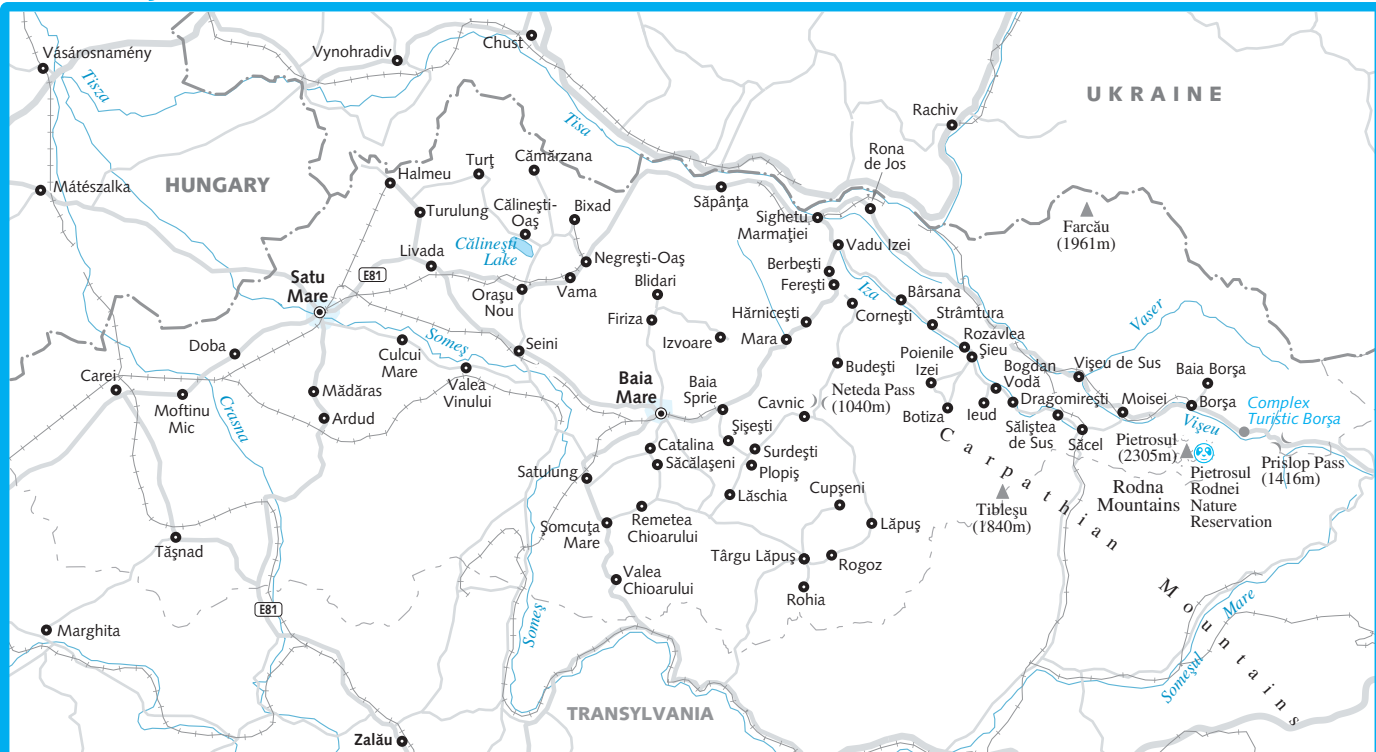 Chust
Vásárosnamény
Vynohradiv
Tisza
UKRAINE
Rachiv
Tisa
Rona
de Jos
Turţ
Cămărzana
Halmeu
HUNGARY
Mátészalka
Săpânţa
Călineşti-
Oaş
Bixad
Turulung
Sighetu
Marmaţiei
Farcău
(1961m)
Vadu Izei
Călineşti
Lake
Livada
Negreşti-Oaş
Berbeşti
E81
Satu
Mare
Blidari
Vama
Fereşti
Iza
Bârsana
Oraşu
Nou
Corneşti
Hărniceşti
Strâmtura
Vaser
Firiza
Izvoare
Mara
Rozavlea
Someş
Culcui
Mare
Seini
Şieu
Doba
Poienile
Izei
Budeşti
Bogdan
Vodă
Vişeu de Sus
Baia Borşa
Carei
Valea
Vinului
Baia
Mare
Baia
Sprie
Neteda Pass
(1040m)
Mădăras
Moftinu
Mic
Crasna
Cavnic
Botiza
Ieud
Dragomireşti
Moisei
Borşa
Complex
Turistic Borşa
Ardud
Şişeşti
Sălištea
de Sus
Săcel
Vişeu
Catalina
Surdeşti
Carpathian Mountains
Pietrosul
(2305m)
Prislop Pass
(1416m)
Săcălaşeni
Plopiş
Satulung
Lăschia
Cupşeni
Rodna
Mountains
Pietrosul
Rodnei
Nature
Reservation
Tibleşu
(1840m)
Remetea
Chioarului
Şomcuţa
Mare
Lăpuş
Tăşnad
Târgu Lăpuş
Rogoz
Valea
Chioarului
Rohia
E81
Someş
Mare
Marghita
Someşul
TRANSYLVANIA
Zalău